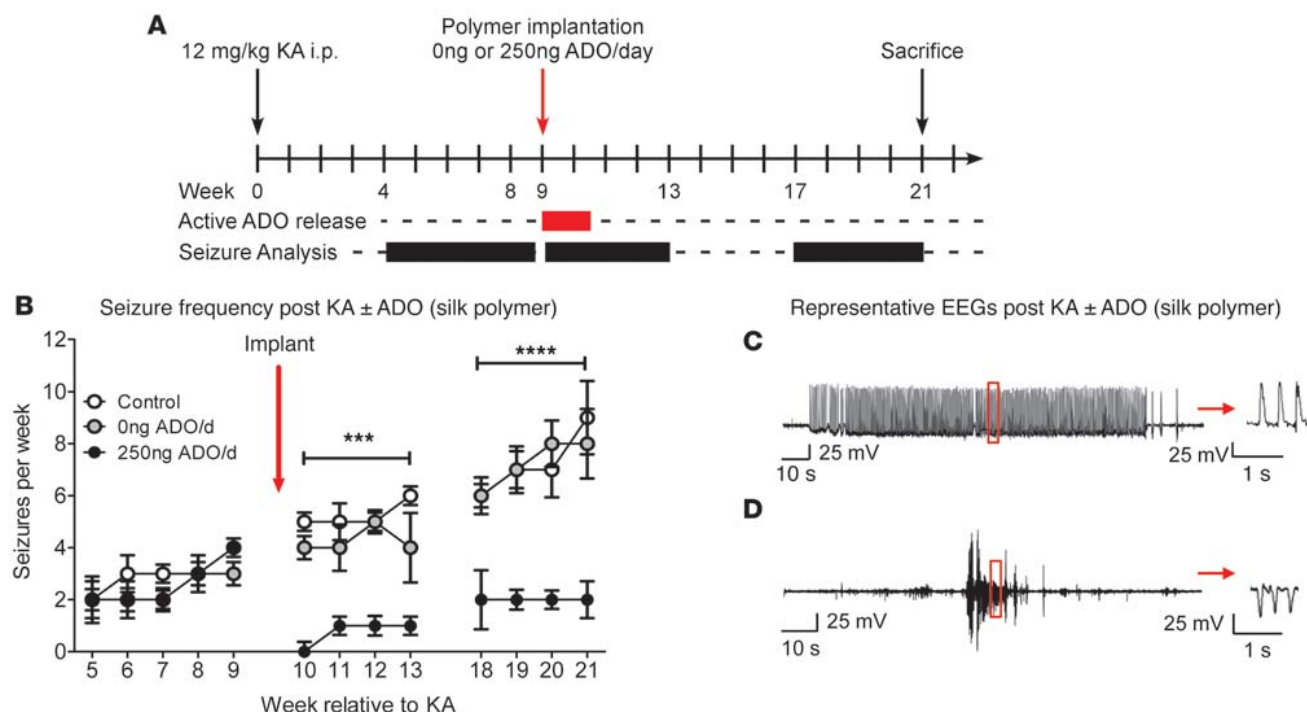 A
12 mg/kg KA i.p.
Polymer implantation
0ng or 250ng ADO/day
Sacrifice
Week
0 4 8 9 13 17 21
Active ADO release
Seizure Analysis
B Seizure frequency post KA ± ADO (silk polymer)
Seizures per week
12
10
8
6
4
2
0
Implant
Control
0ng ADO/d
250ng ADO/d
***
****
5 6 7 8 9 10 11 12 13 18 19 20 21
Week relative to KA
Representative EEGs post KA ± ADO (silk polymer)
C
25 mV
10 s
25 mV
1 s
D
25 mV
10 s
25 mV
1 s